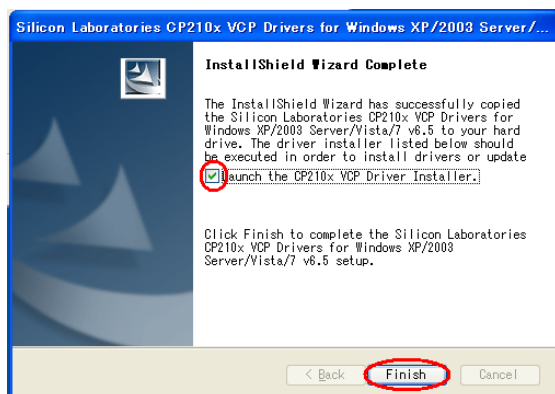 Silicon Laboratories CP210x VCP Drivers for Windows XP/2003 Server/...
InstallShield Wizard Complete
The InstallShield Wizard has successfully copied
the Silicon Laboratories CP210x VCP Drivers for
Windows XP/2003 Server/Vista/7 v6.5 to your hard
drive. The driver installer listed below should
be executed in order to install drivers or update
Launch the CP210x VCP Driver Installer.
Click Finish to complete the Silicon Laboratories
CP210x VCP Drivers for Windows XP/2003
Server/Vista/7 v6.5 setup.
< Back Finish Cancel